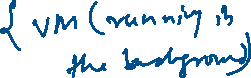 { VM (running in
the background)